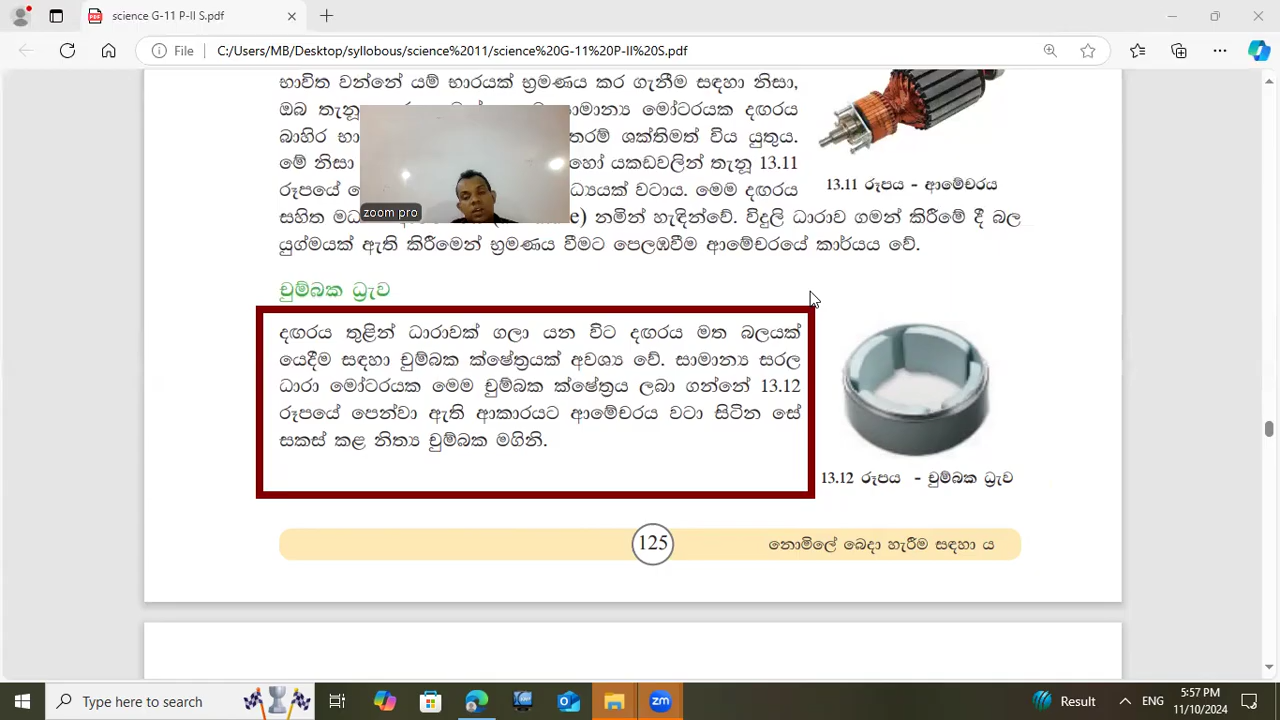 science G-11 P-II S.pdf
File C:/Users/MB/Desktop/syllobous/science%2011/science%20G-11%20P-II%20S.pdf
භාවිත වන්නේ යම් භාරයක් භ්‍රමණය කර ගැනීම සඳහා නිසා,
ඔබ තැනූ සාමාන්‍ය මෝටරයක දඟරය
බාහිර තරම් ශක්තිමත් විය යුතුය.
මේ නිසා හෝ යකඩවලින් තැනූ 13.11
රූපයේ වටාය. මෙම දඟරය
සහිත නමින් හැඳින්වේ. විදුලි ධාරාව ගමන් කිරීමේ දී බල
යුග්මයක් ඇති කිරීමෙන් භ්‍රමණය වීමට පෙලඹවීම ආමේචරයේ කාර්යය වේ.
13.11 රූපය - ආමේචරය
zoom pro
චුම්බක ධ්‍රැව
දඟරය තුළින් ධාරාවක් ගලා යන විට දඟරය මත බලයක්
යෙදීම සඳහා චුම්බක ක්ෂේත්‍රයක් අවශ්‍ය වේ. සාමාන්‍ය සරල
ධාරා මෝටරයක මෙම චුම්බක ක්ෂේත්‍රය ලබා ගන්නේ 13.12
රූපයේ පෙන්වා ඇති ආකාරයට ආමේචරය වටා සිටින සේ
සකස් කළ නිත්‍ය චුම්බක මගිනි.
13.12 රූපය - චුම්බක ධ්‍රැව
125
නොමිලේ බෙදා හැරීම සඳහා ය
Type here to search
zm
Result
ENG
5:57 PM
11/10/2024